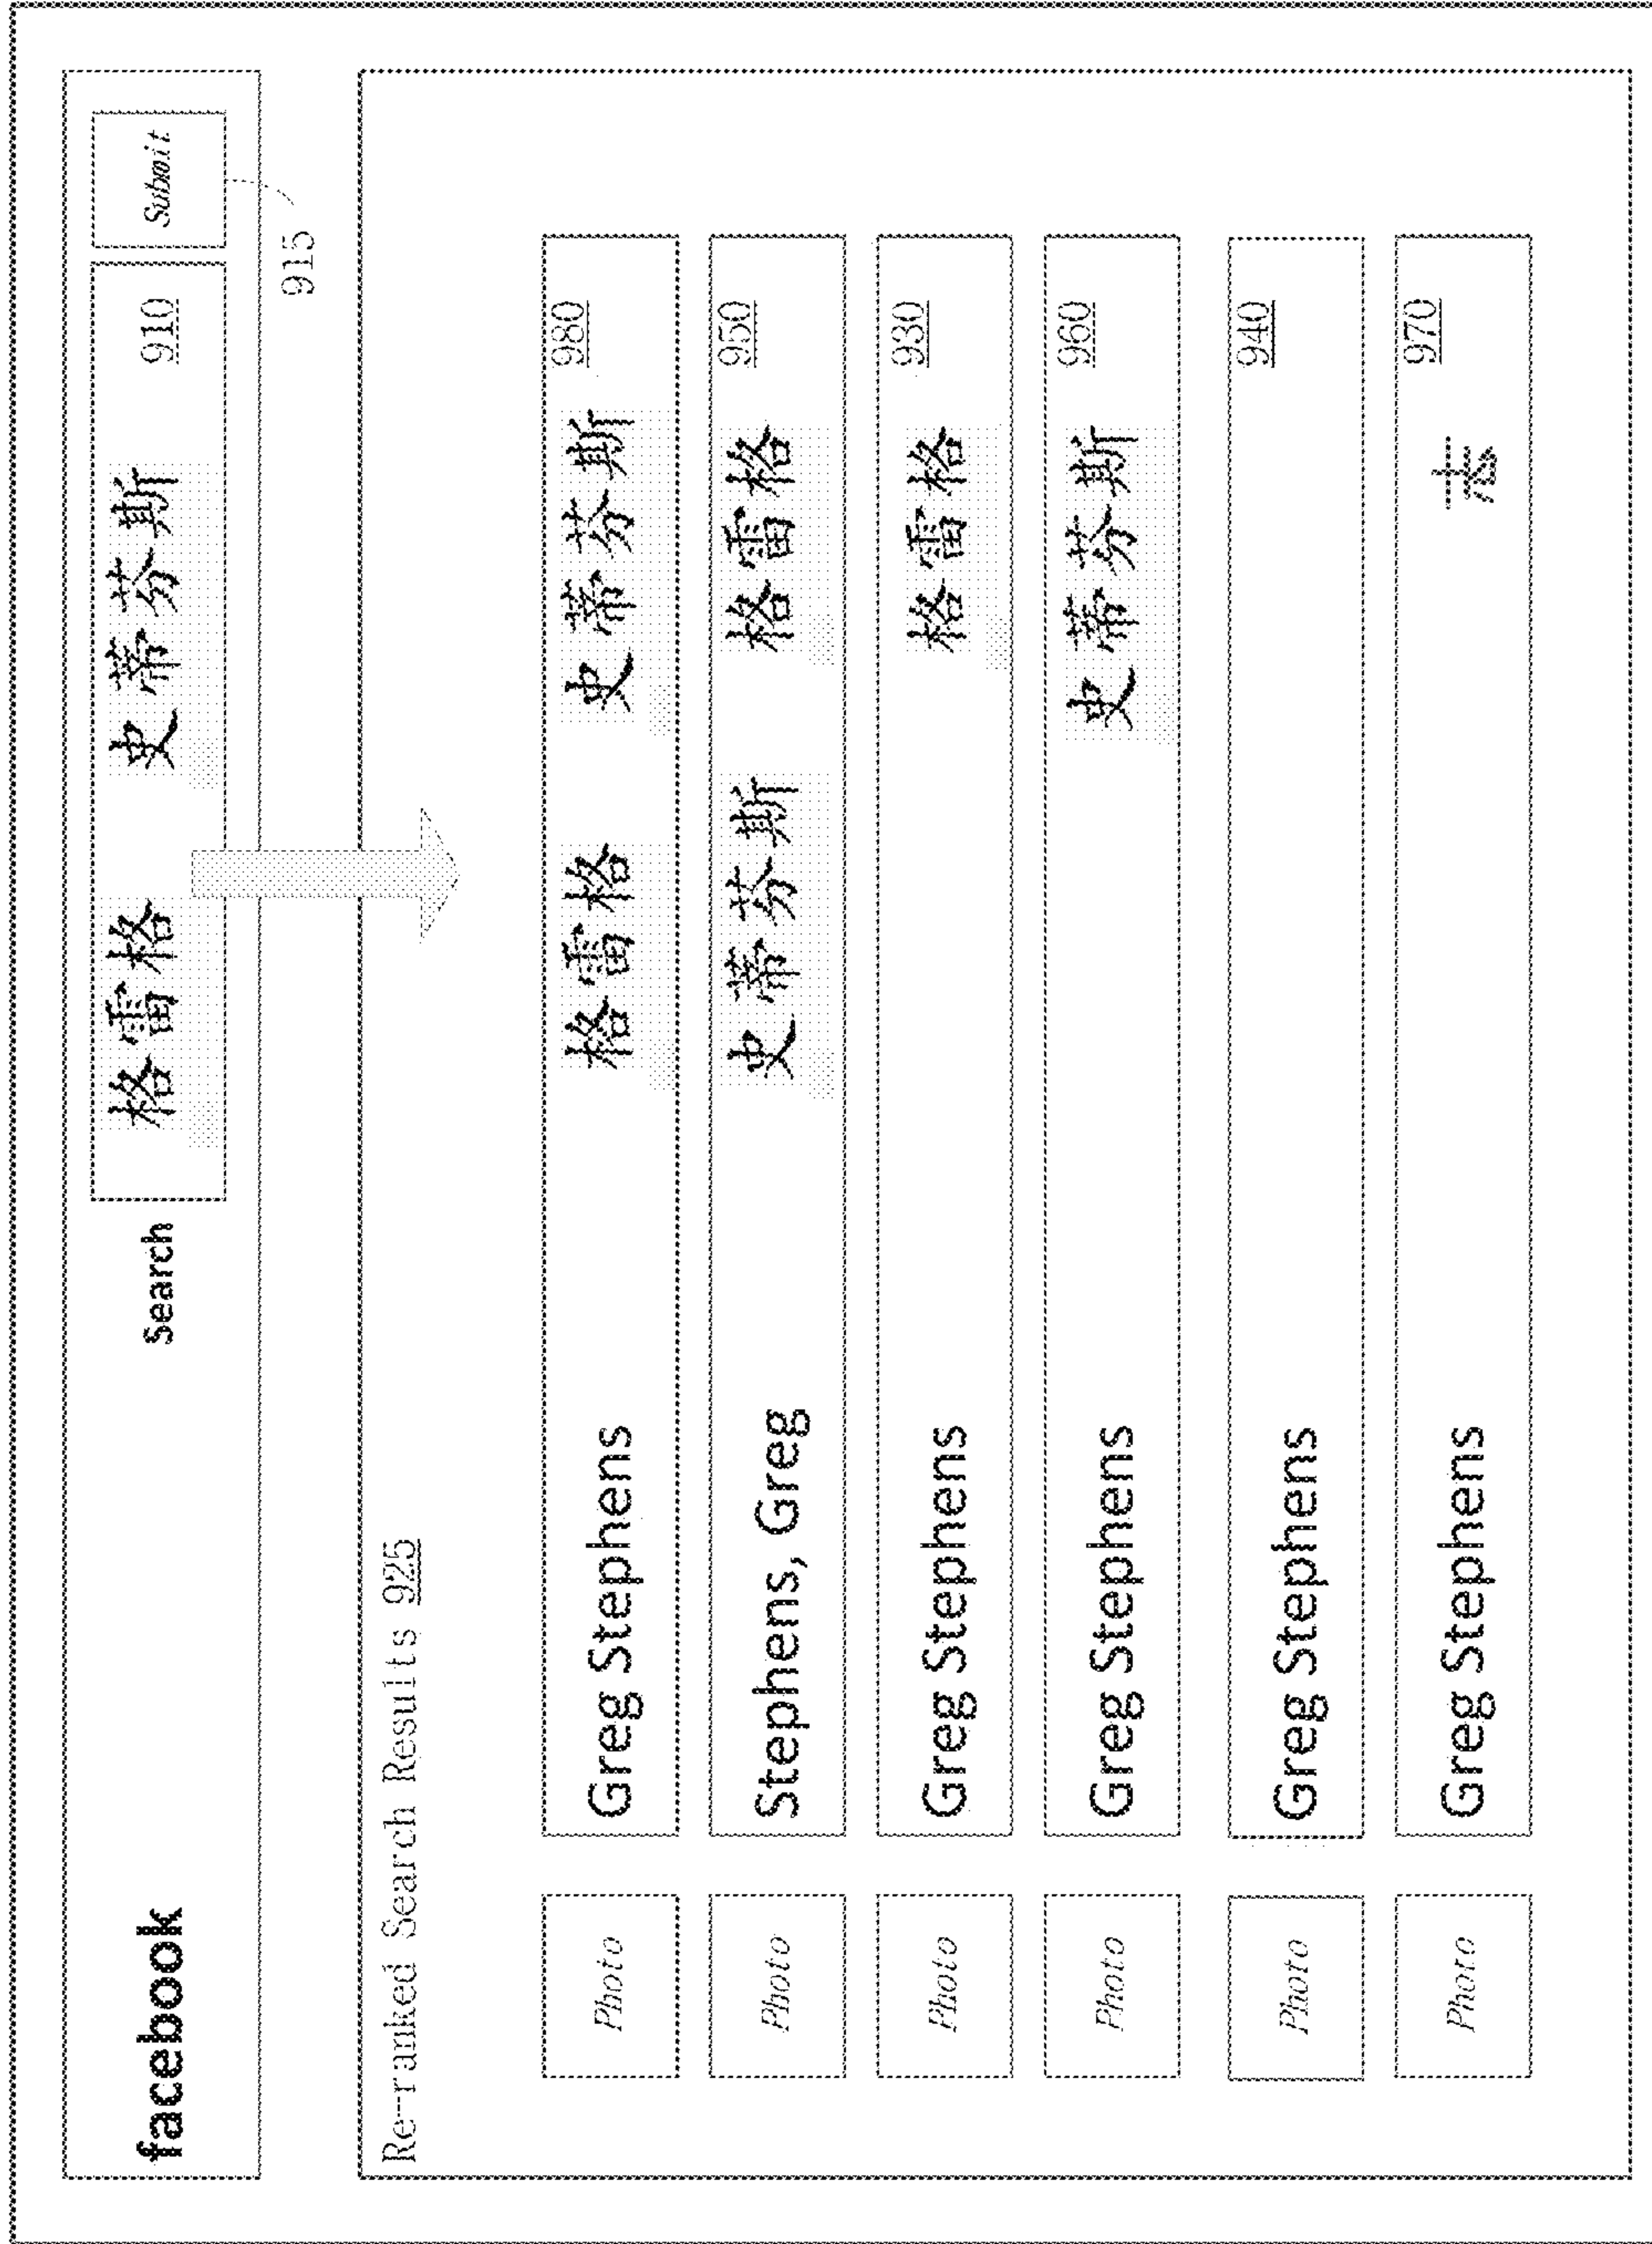 facebook Search 格雷格 史蒂芬斯 910 Submit
915
Re-ranked Search Results 925
Photo Greg Stephens 格雷格 史蒂芬斯 980
Photo Stephens, Greg 史蒂芬斯 格雷格 950
Photo Greg Stephens 格雷格 930
Photo Greg Stephens 史蒂芬斯 960
Photo Greg Stephens 940
Photo Greg Stephens 970